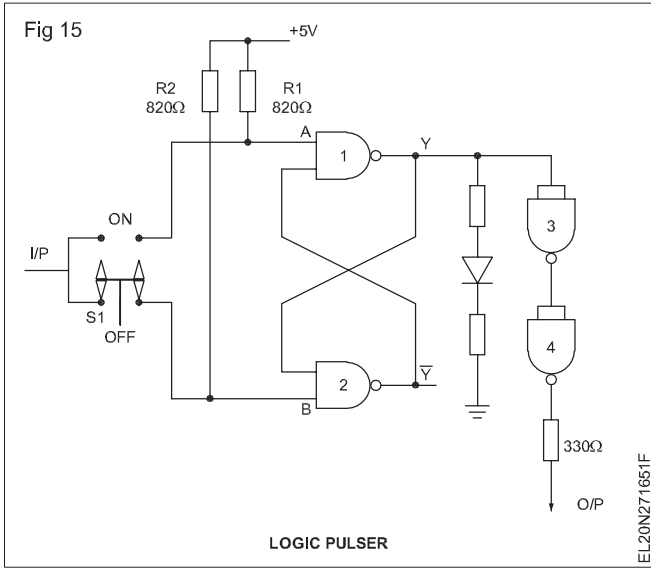 Fig 15
+5V
R2
820Ω
R1
820Ω
A
1
Y
ON
I/P
S1
OFF
3
4
2
Y̅
B
330Ω
O/P
LOGIC PULSER
EL20N271651F